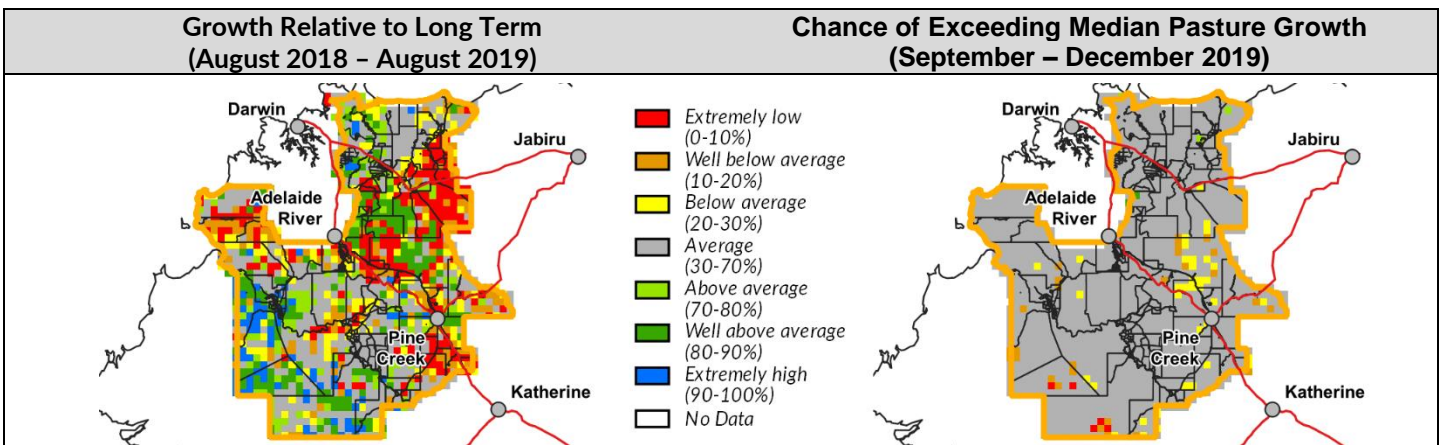 Growth Relative to Long Term
(August 2018 – August 2019)
Chance of Exceeding Median Pasture Growth
(September – December 2019)
Darwin
Jabiru
Adelaide
River
Pine
Creek
Katherine
Extremely low
(0-10%)
Well below average
(10-20%)
Below average
(20-30%)
Average
(30-70%)
Above average
(70-80%)
Well above average
(80-90%)
Extremely high
(90-100%)
No Data
Darwin
Jabiru
Adelaide
River
Pine
Creek
Katherine